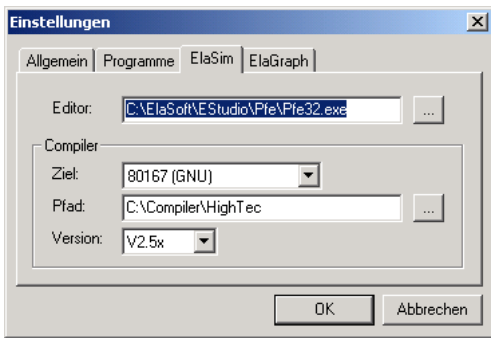 Einstellungen
Allgemein Programme ElaSim ElaGraph
Editor: C:\ElaSoft\EStudio\Pfe\Pfe32.exe ...
Compiler
Ziel: 80167 (GNU)
Pfad: C:\Compiler\HighTec ...
Version: V2.5x
OK Abbrechen